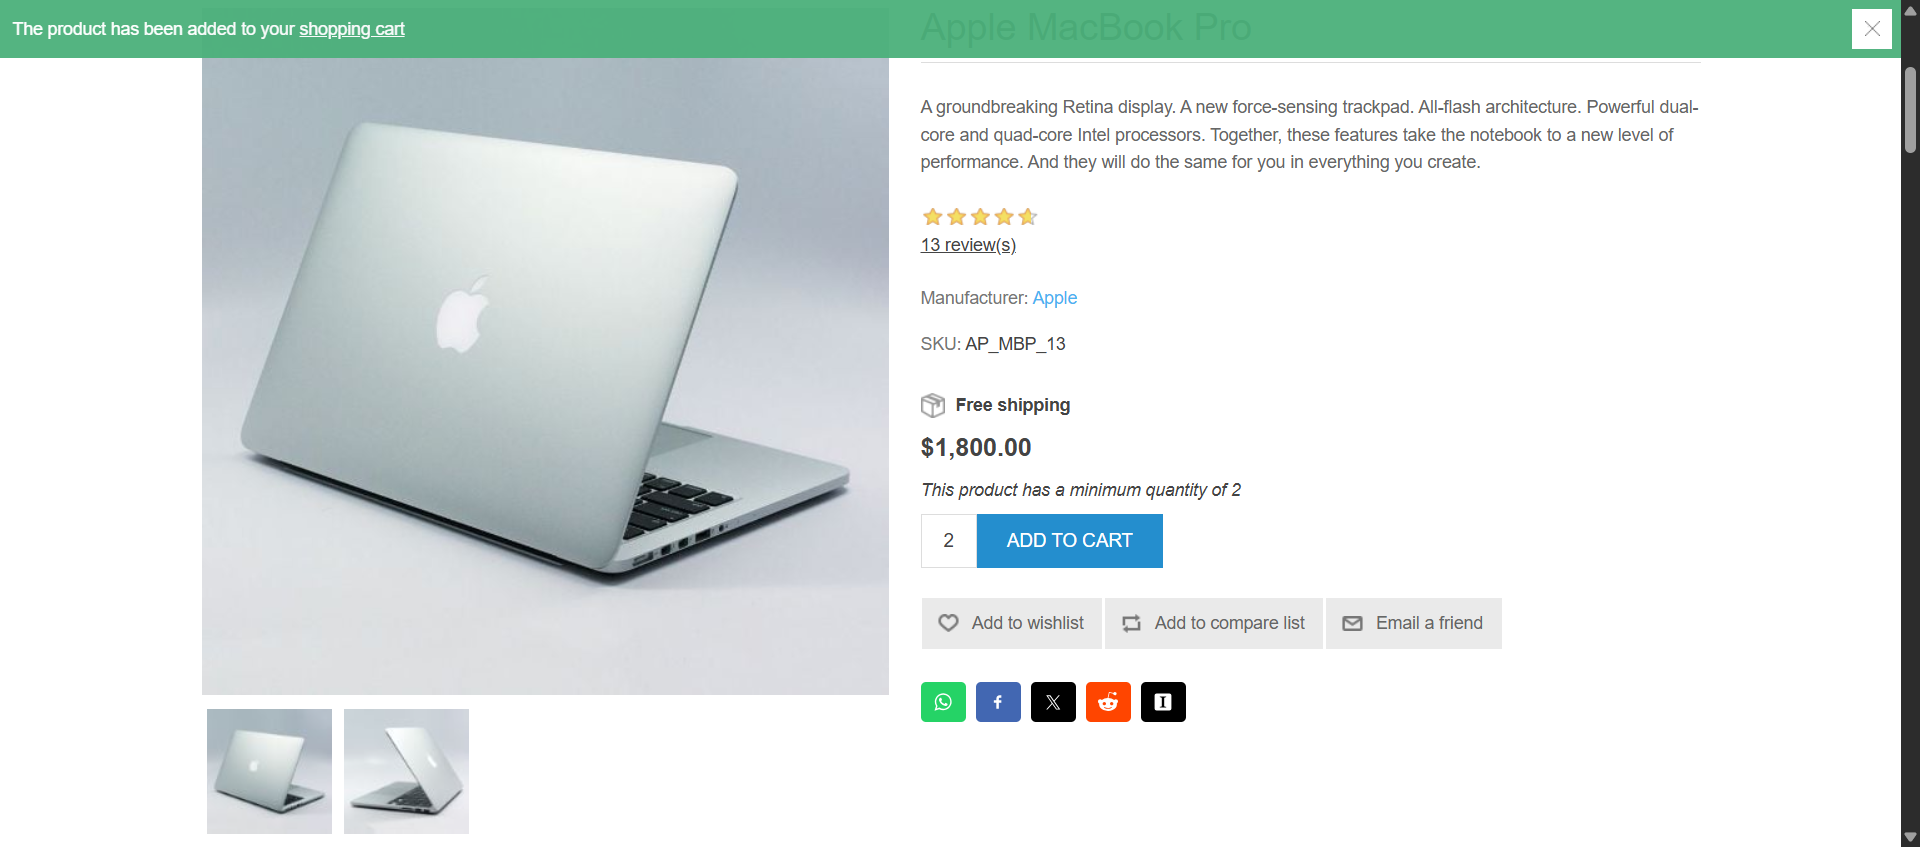 The product has been added to your shopping cart
Apple MacBook Pro
A groundbreaking Retina display. A new force-sensing trackpad. All-flash architecture. Powerful dual-
core and quad-core Intel processors. Together, these features take the notebook to a new level of
performance. And they will do the same for you in everything you create.
13 review(s)
Manufacturer: Apple
SKU: AP_MBP_13
Free shipping
$1,800.00
This product has a minimum quantity of 2
2 ADD TO CART
Add to wishlist Add to compare list Email a friend